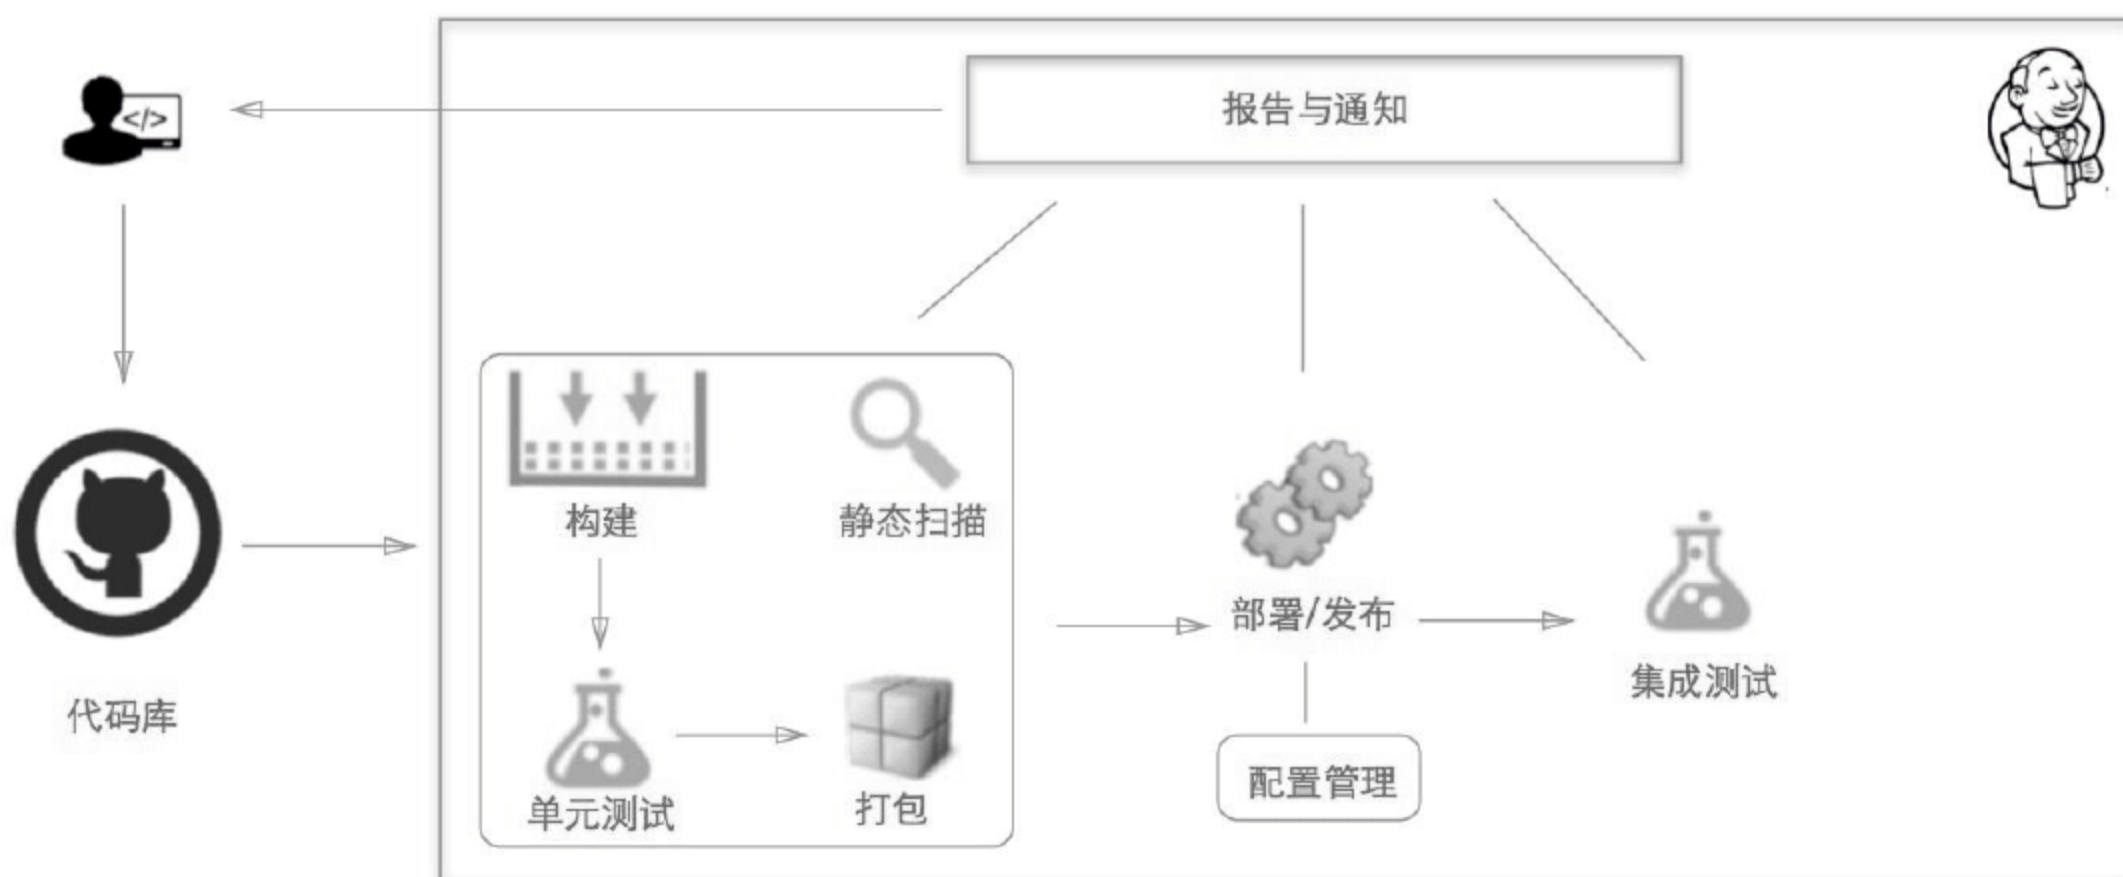 报告与通知
</>
构建
静态扫描
部署/发布
集成测试
代码库
配置管理
单元测试
打包